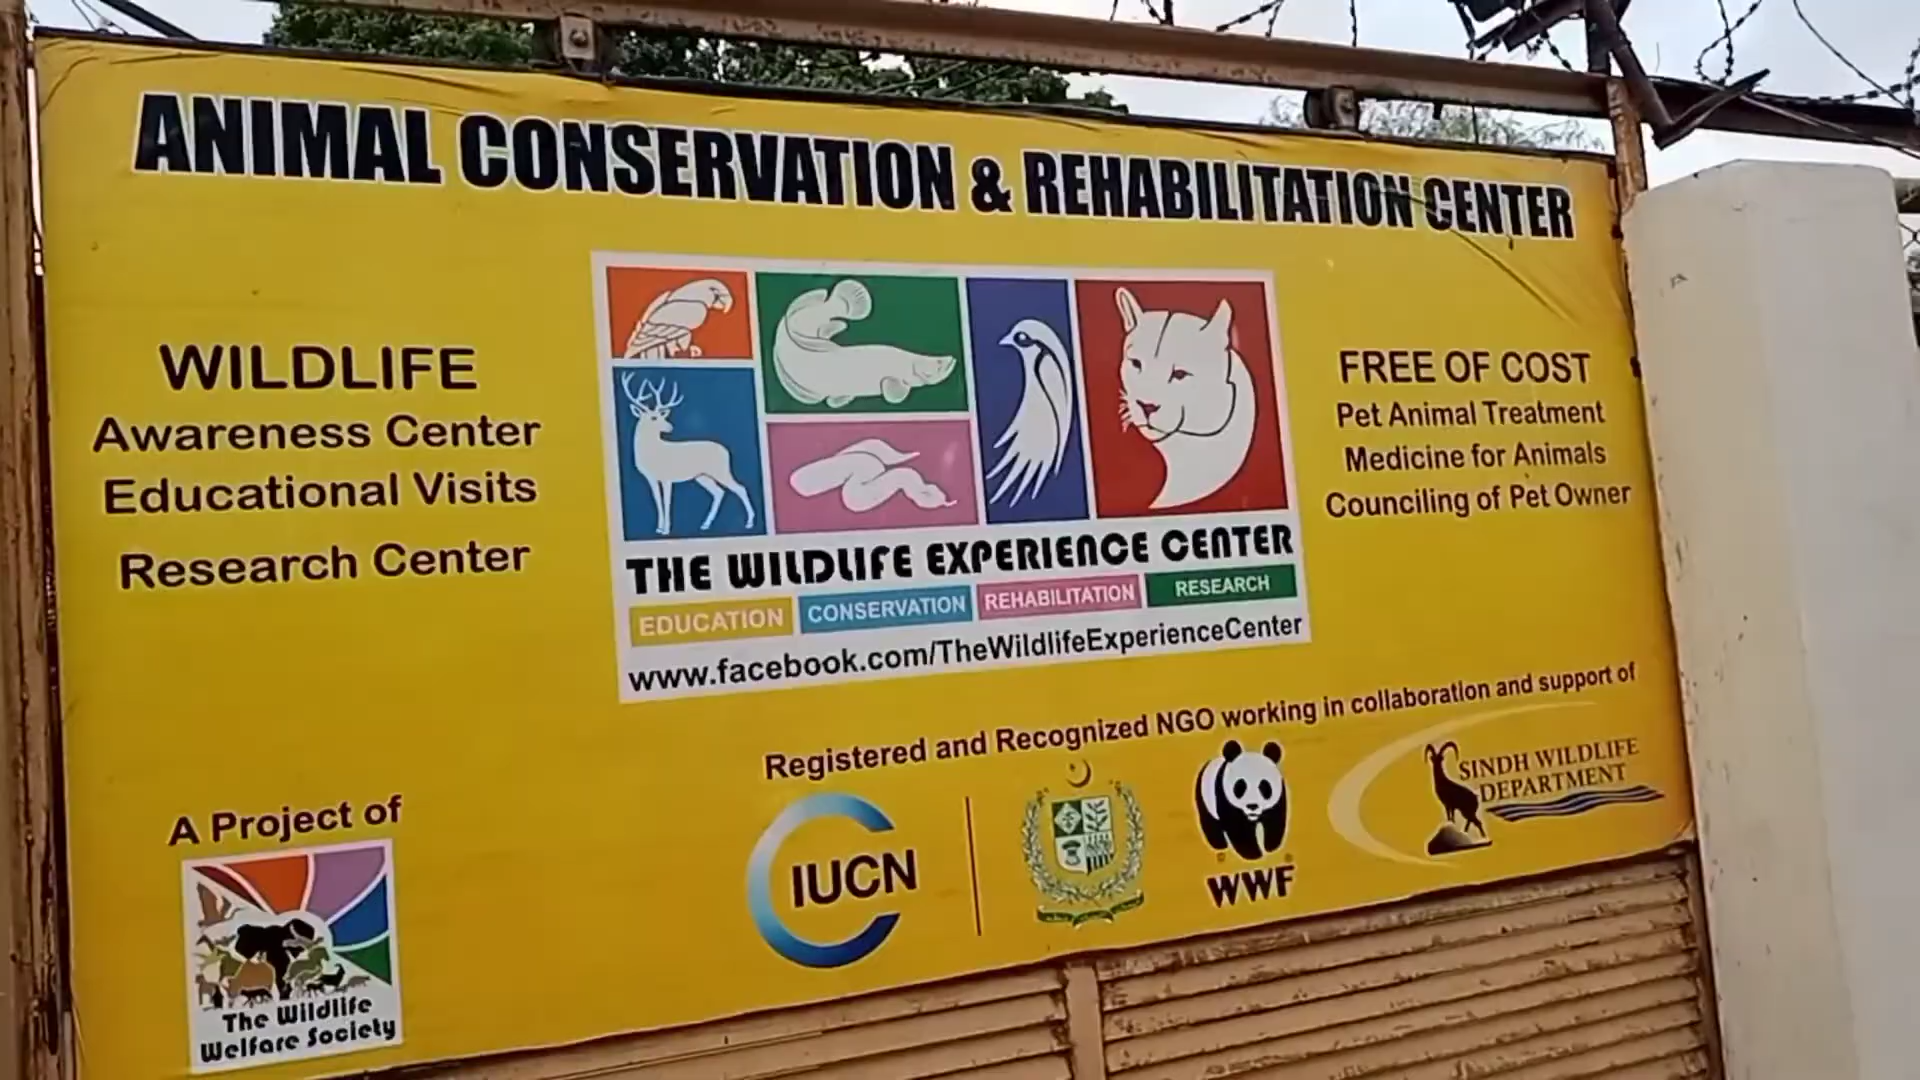 ANIMAL CONSERVATION & REHABILITATION CENTER
WILDLIFE
Awareness Center
Educational Visits
Research Center
THE WILDLIFE EXPERIENCE CENTER
EDUCATION CONSERVATION REHABILITATION RESEARCH
www.facebook.com/TheWildlifeExperienceCenter
FREE OF COST
Pet Animal Treatment
Medicine for Animals
Counciling of Pet Owner
A Project of
The Wildlife
Welfare Society
Registered and Recognized NGO working in collaboration and support of
IUCN
WWF
SINDH WILDLIFE
DEPARTMENT